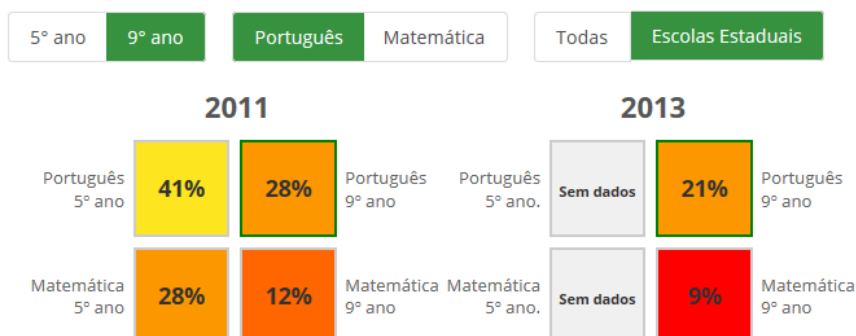 5° ano 9° ano Português Matemática Todas Escolas Estaduais
2011 2013
Português 5° ano 41% 28% Português 9° ano Português 5° ano. Sem dados 21% Português 9° ano
Matemática 5° ano 28% 12% Matemática 9° ano Matemática 5° ano. Sem dados 9% Matemática 9° ano